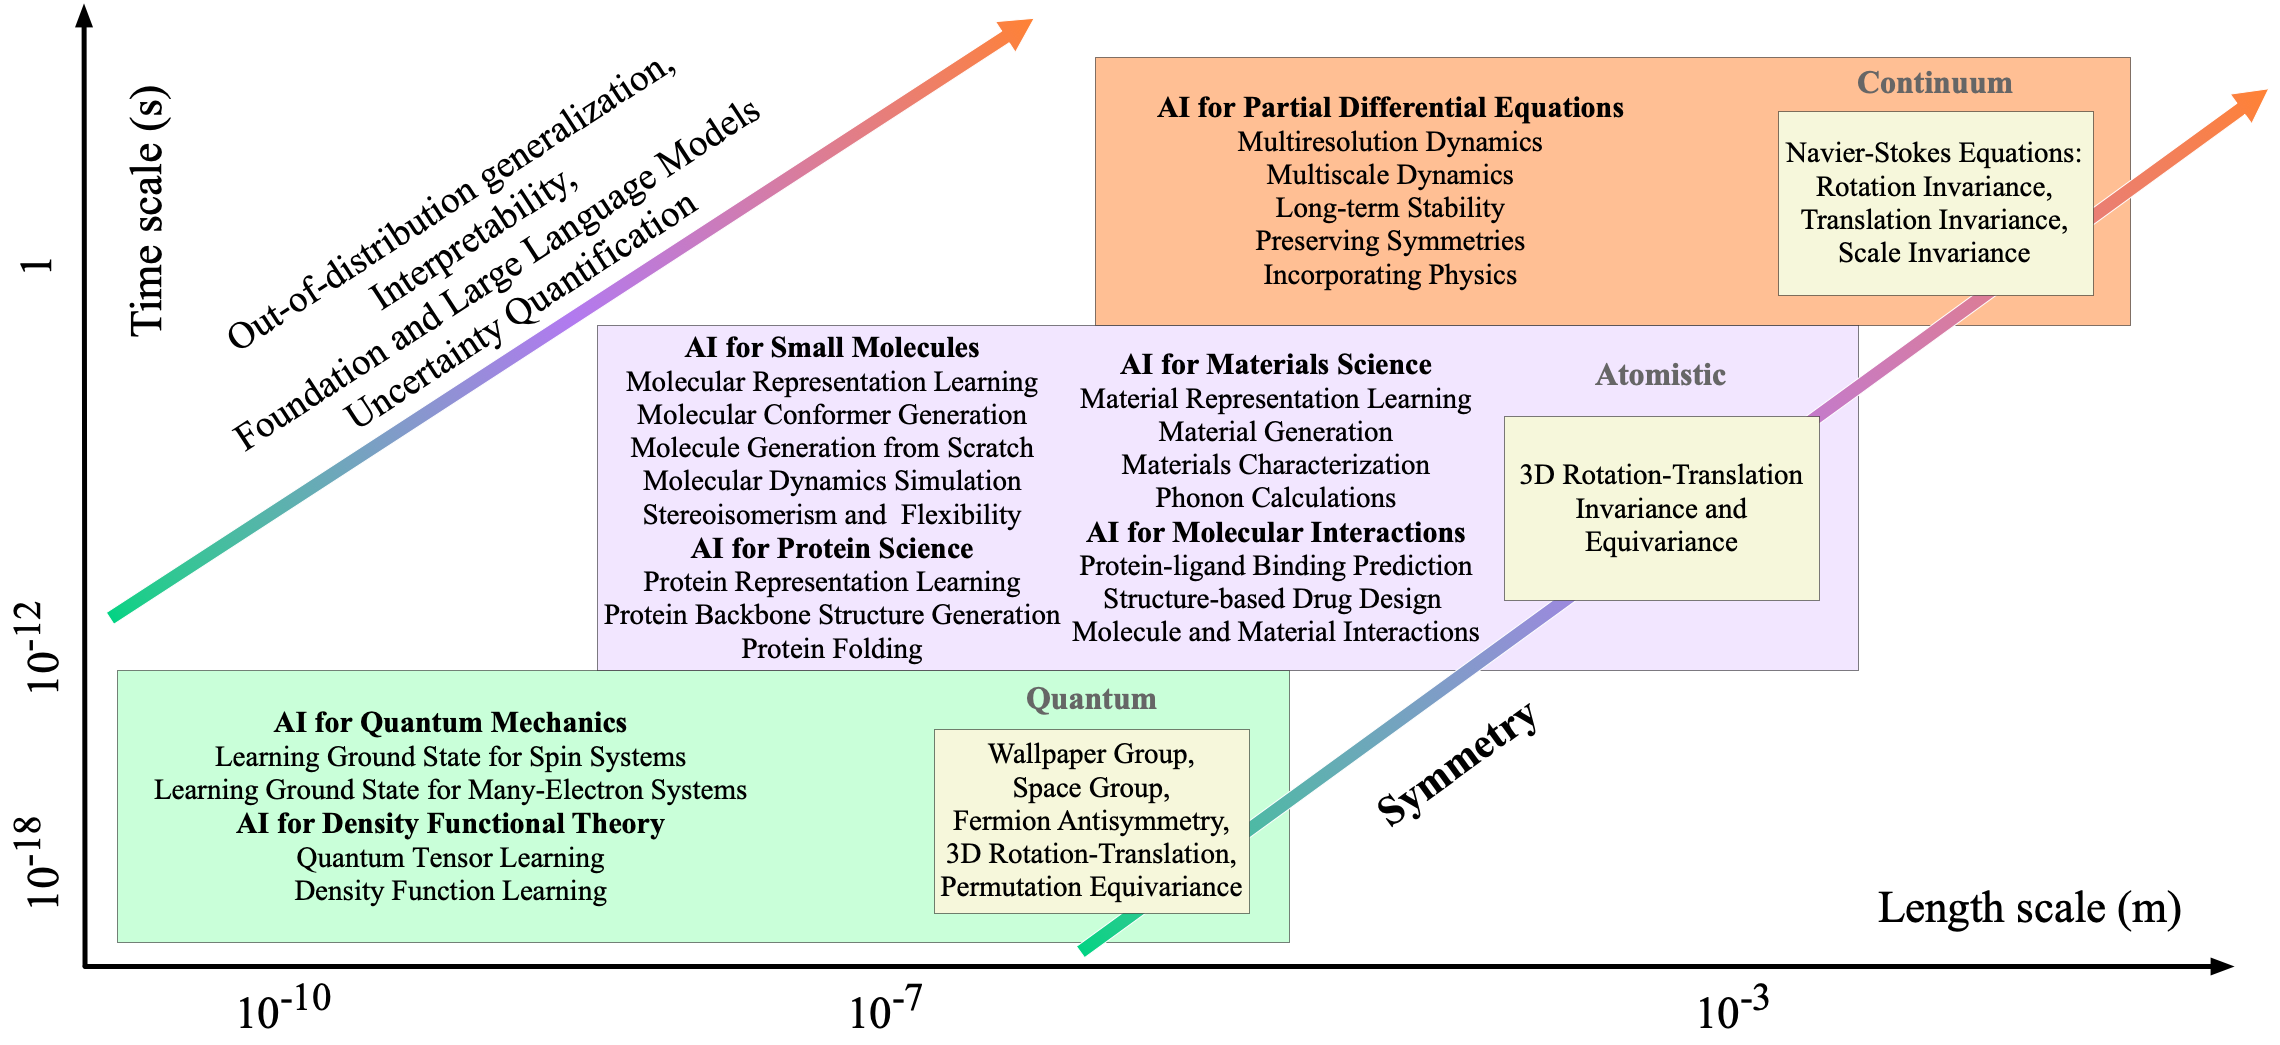 Time scale (s)
1
10-12
10-18
Out-of-distribution generalization,
Interpretability,
Foundation and Large Language Models
Uncertainty Quantification
Continuum
AI for Partial Differential Equations
Multiresolution Dynamics
Multiscale Dynamics
Long-term Stability
Preserving Symmetries
Incorporating Physics
Navier-Stokes Equations:
Rotation Invariance,
Translation Invariance,
Scale Invariance
AI for Small Molecules
Molecular Representation Learning
Molecular Conformer Generation
Molecule Generation from Scratch
Molecular Dynamics Simulation
Stereoisomerism and  Flexibility
AI for Protein Science
Protein Representation Learning
Protein Backbone Structure Generation
Protein Folding
AI for Materials Science
Material Representation Learning
Material Generation
Materials Characterization
Phonon Calculations
AI for Molecular Interactions
Protein-ligand Binding Prediction
Structure-based Drug Design
Molecule and Material Interactions
Atomistic
3D Rotation-Translation
Invariance and
Equivariance
Quantum
AI for Quantum Mechanics
Learning Ground State for Spin Systems
Learning Ground State for Many-Electron Systems
AI for Density Functional Theory
Quantum Tensor Learning
Density Function Learning
Wallpaper Group,
Space Group,
Fermion Antisymmetry,
3D Rotation-Translation,
Permutation Equivariance
Symmetry
Length scale (m)
10-10
10-7
10-3